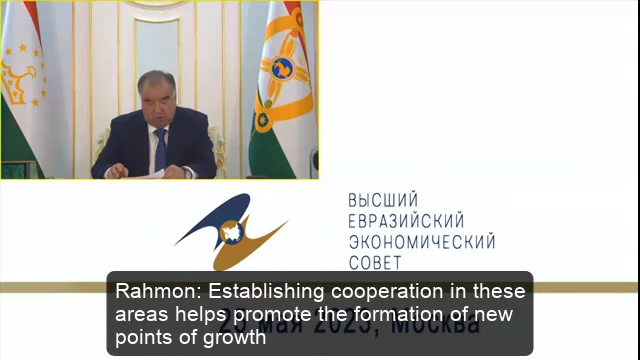 ВЫСШИЙ
ЕВРАЗИЙСКИЙ
ЭКОНОМИЧЕСКИЙ
СОВЕТ
Rahmon: Establishing cooperation in these
areas helps promote the formation of new
points of growth
мая Москва